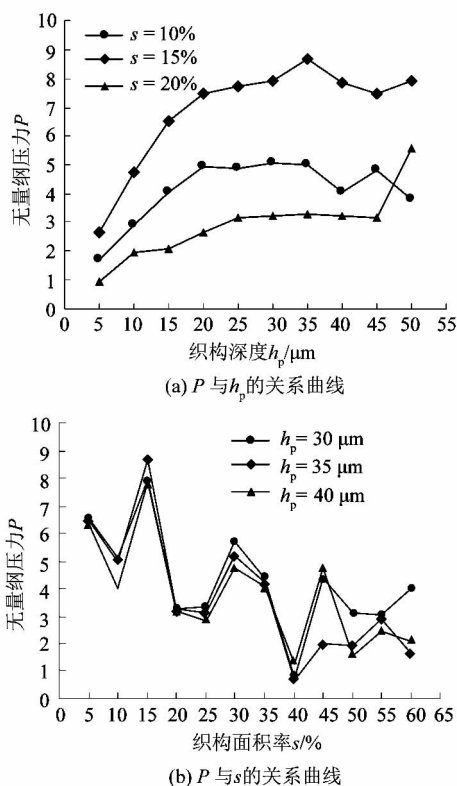 10
9
8
7
6
5
4
3
2
1
0
无量纲压力P
s = 10%
s = 15%
s = 20%
0 5 10 15 20 25 30 35 40 45 50 55
织构深度hp/μm
(a) P 与hp的关系曲线
10
9
8
7
6
5
4
3
2
1
0
无量纲压力P
hp = 30 μm
hp = 35 μm
hp = 40 μm
0 5 10 15 20 25 30 35 40 45 50 55 60 65
织构面积率s/%
(b) P 与s的关系曲线